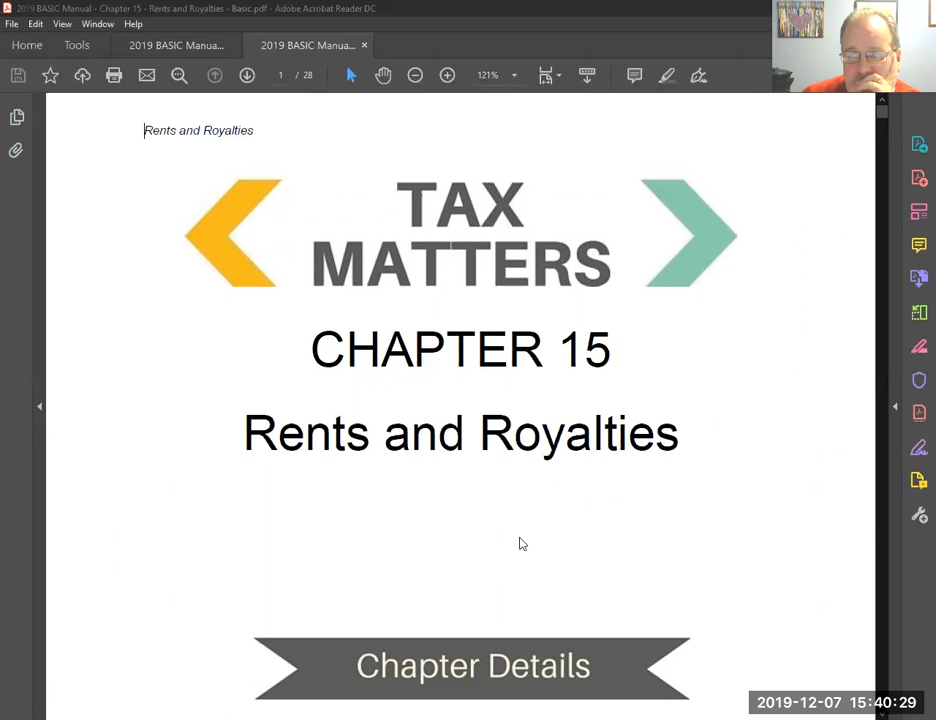 2019 BASIC Manual - Chapter 15 - Rents and Royalties - Basic.pdf - Adobe Acrobat Reader DC
File Edit View Window Help
Home Tools 2019 BASIC Manua... 2019 BASIC Manua... ×
1 / 28 121%
Rents and Royalties
TAX
MATTERS
CHAPTER 15
Rents and Royalties
Chapter Details
2019-12-07 15:40:29